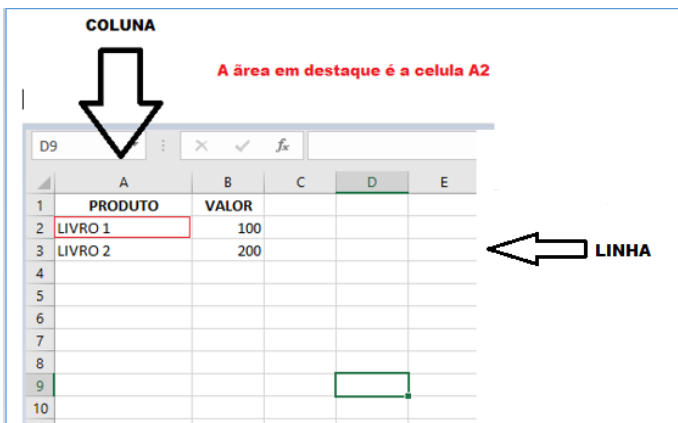 COLUNA
A ãrea em destaque é a celula A2
D9 fx
A B C D E
1 PRODUTO VALOR
2 LIVRO 1 100
3 LIVRO 2 200
LINHA
4
5
6
7
8
9
10